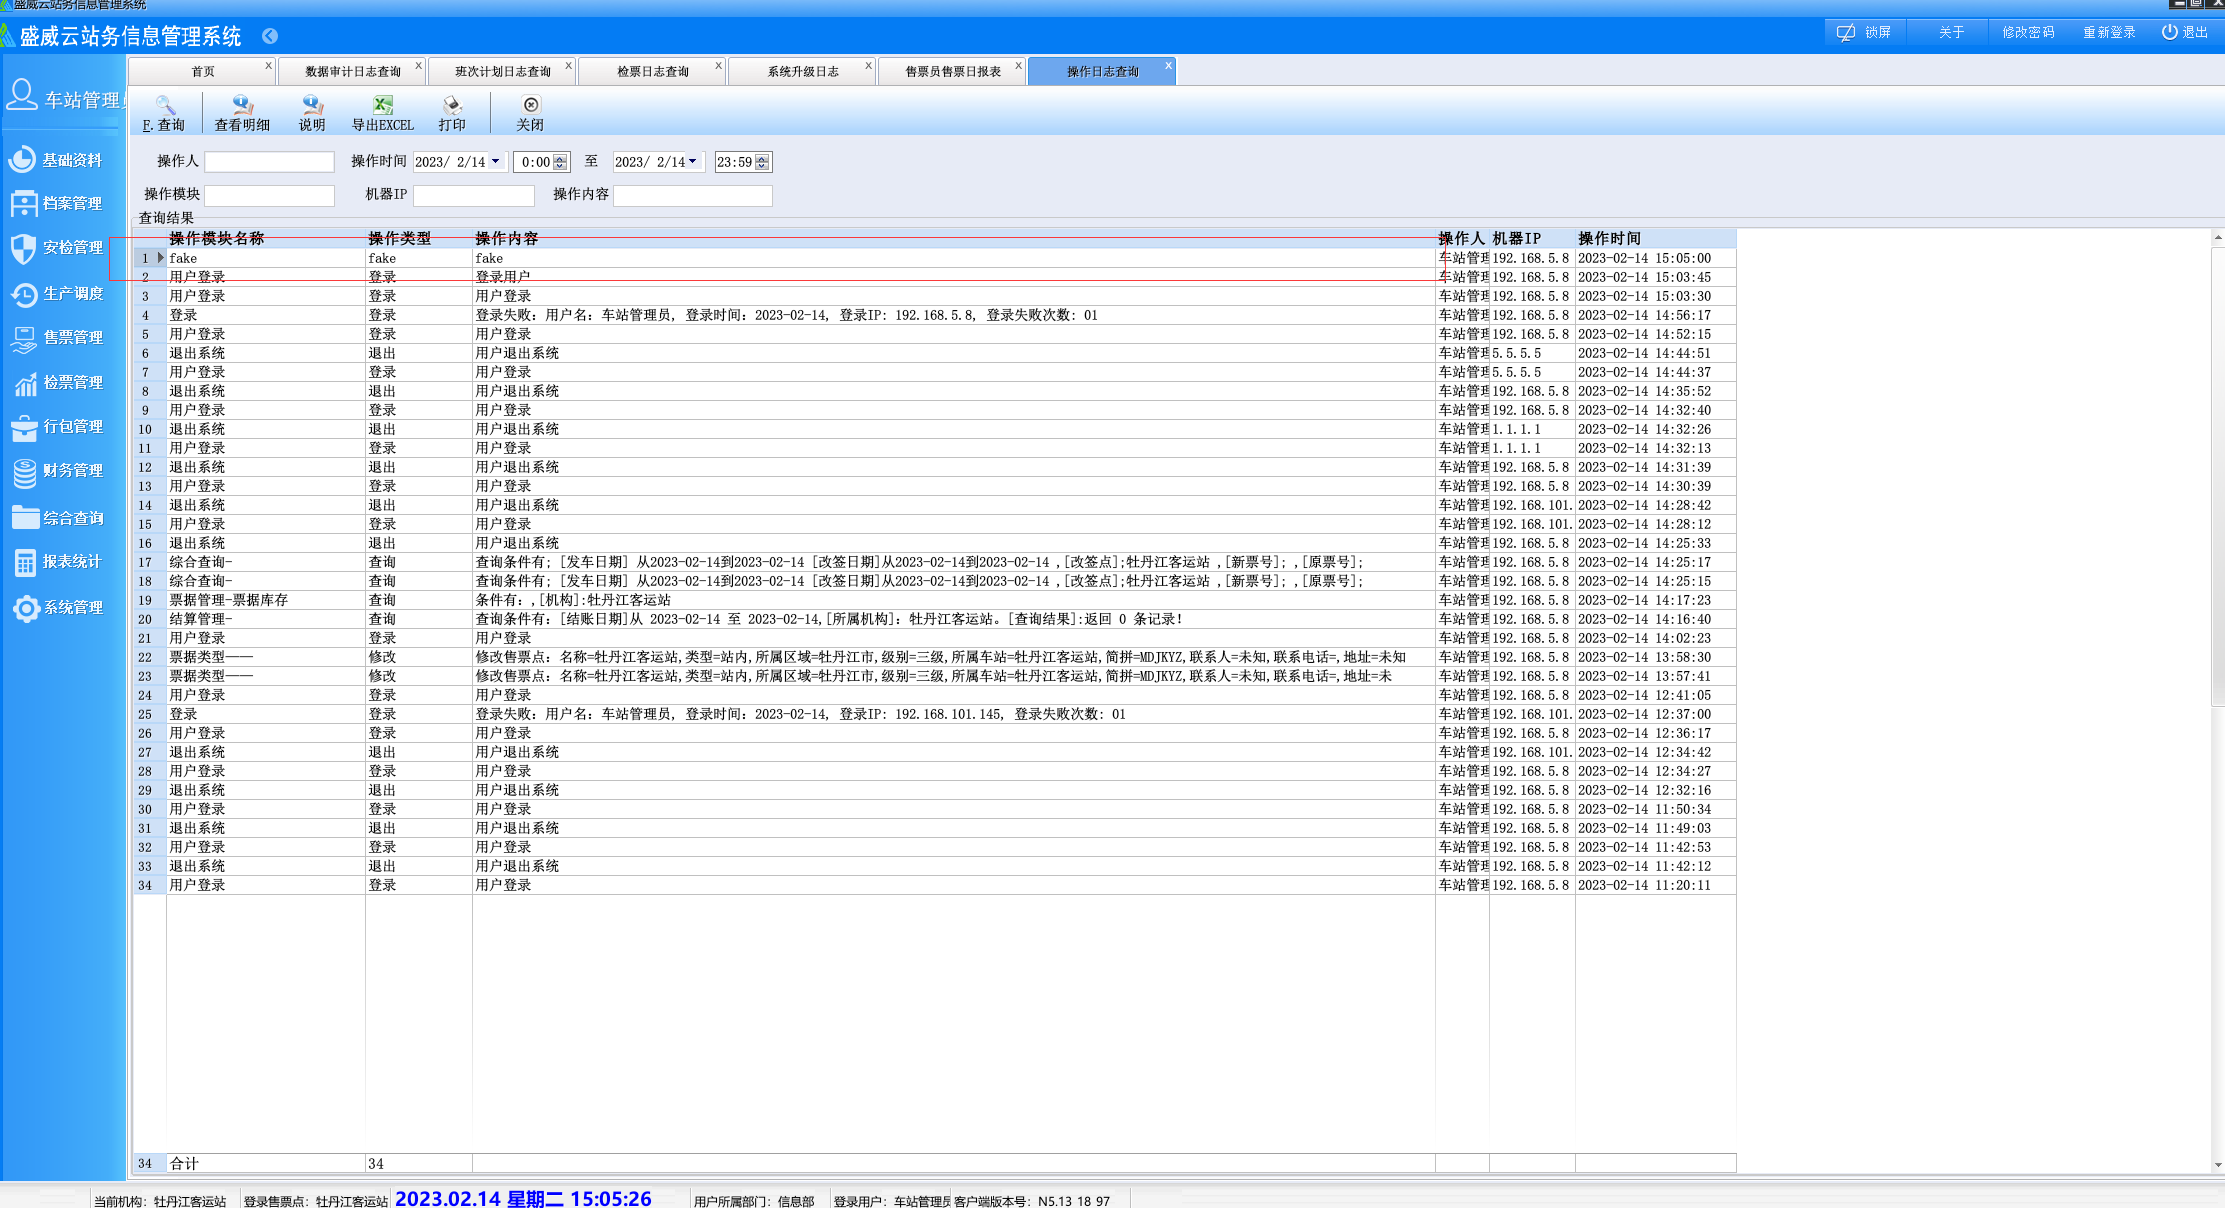 盛威云站务信息管理系统
盛威云站务信息管理系统 锁屏 关于 修改密码 重新登录 退出
首页 x 数据审计日志查询 x 班次计划日志查询 x 检票日志查询 x 系统升级日志 x 售票员售票日报表 x 操作日志查询 x
车站管理
F.查询 查看明细 说明 导出EXCEL 打印 关闭
操作人 操作时间 2023/ 2/14 0:00 至 2023/ 2/14 23:59
操作模块 机器IP 操作内容
基础资料
档案管理
安检管理
生产调度
售票管理
检票管理
行包管理
财务管理
综合查询
报表统计
系统管理
查询结果
操作模块名称 操作类型 操作内容 操作人 机器IP 操作时间
1 fake fake fake 车站管理 192.168.5.8 2023-02-14 15:05:00
2 用户登录 登录 登录用户 车站管理 192.168.5.8 2023-02-14 15:03:45
3 用户登录 登录 用户登录 车站管理 192.168.5.8 2023-02-14 15:03:30
4 登录 登录 登录失败：用户名：车站管理员, 登录时间：2023-02-14, 登录IP: 192.168.5.8, 登录失败次数: 01 车站管理 192.168.5.8 2023-02-14 14:56:17
5 用户登录 登录 用户登录 车站管理 192.168.5.8 2023-02-14 14:52:15
6 退出系统 退出 用户退出系统 车站管理 5.5.5.5 2023-02-14 14:44:51
7 用户登录 登录 用户登录 车站管理 5.5.5.5 2023-02-14 14:44:37
8 退出系统 退出 用户退出系统 车站管理 192.168.5.8 2023-02-14 14:35:52
9 用户登录 登录 用户登录 车站管理 192.168.5.8 2023-02-14 14:32:40
10 退出系统 退出 用户退出系统 车站管理 1.1.1.1 2023-02-14 14:32:26
11 用户登录 登录 用户登录 车站管理 1.1.1.1 2023-02-14 14:32:13
12 退出系统 退出 用户退出系统 车站管理 192.168.5.8 2023-02-14 14:31:39
13 用户登录 登录 用户登录 车站管理 192.168.5.8 2023-02-14 14:30:39
14 退出系统 退出 用户退出系统 车站管理 192.168.101. 2023-02-14 14:28:42
15 用户登录 登录 用户登录 车站管理 192.168.101. 2023-02-14 14:28:12
16 退出系统 退出 用户退出系统 车站管理 192.168.5.8 2023-02-14 14:25:33
17 综合查询- 查询 查询条件有; [发车日期] 从2023-02-14到2023-02-14 [改签日期]从2023-02-14到2023-02-14 ,[改签点];牡丹江客运站 ,[新票号]; ,[原票号]; 车站管理 192.168.5.8 2023-02-14 14:25:17
18 综合查询- 查询 查询条件有; [发车日期] 从2023-02-14到2023-02-14 [改签日期]从2023-02-14到2023-02-14 ,[改签点];牡丹江客运站 ,[新票号]; ,[原票号]; 车站管理 192.168.5.8 2023-02-14 14:25:15
19 票据管理-票据库存 查询 条件有：,[机构]:牡丹江客运站 车站管理 192.168.5.8 2023-02-14 14:17:23
20 结算管理- 查询 查询条件有：[结账日期]从 2023-02-14 至 2023-02-14,[所属机构]：牡丹江客运站。[查询结果]:返回 0 条记录！ 车站管理 192.168.5.8 2023-02-14 14:16:40
21 用户登录 登录 用户登录 车站管理 192.168.5.8 2023-02-14 14:02:23
22 票据类型—— 修改 修改售票点：名称=牡丹江客运站,类型=站内,所属区域=牡丹江市,级别=三级,所属车站=牡丹江客运站,简拼=MDJKYZ,联系人=未知,联系电话=,地址=未知 车站管理 192.168.5.8 2023-02-14 13:58:30
23 票据类型—— 修改 修改售票点：名称=牡丹江客运站,类型=站内,所属区域=牡丹江市,级别=三级,所属车站=牡丹江客运站,简拼=MDJKYZ,联系人=未知,联系电话=,地址=未 车站管理 192.168.5.8 2023-02-14 13:57:41
24 用户登录 登录 用户登录 车站管理 192.168.5.8 2023-02-14 12:41:05
25 登录 登录 登录失败：用户名：车站管理员, 登录时间：2023-02-14, 登录IP: 192.168.101.145, 登录失败次数: 01 车站管理 192.168.101. 2023-02-14 12:37:00
26 用户登录 登录 用户登录 车站管理 192.168.5.8 2023-02-14 12:36:17
27 退出系统 退出 用户退出系统 车站管理 192.168.101. 2023-02-14 12:34:42
28 用户登录 登录 用户登录 车站管理 192.168.5.8 2023-02-14 12:34:27
29 退出系统 退出 用户退出系统 车站管理 192.168.5.8 2023-02-14 12:32:16
30 用户登录 登录 用户登录 车站管理 192.168.5.8 2023-02-14 11:50:34
31 退出系统 退出 用户退出系统 车站管理 192.168.5.8 2023-02-14 11:49:03
32 用户登录 登录 用户登录 车站管理 192.168.5.8 2023-02-14 11:42:53
33 退出系统 退出 用户退出系统 车站管理 192.168.5.8 2023-02-14 11:42:12
34 用户登录 登录 用户登录 车站管理 192.168.5.8 2023-02-14 11:20:11
34 合计 34
当前机构：牡丹江客运站 登录售票点：牡丹江客运站 2023.02.14 星期二 15:05:26 用户所属部门：信息部 登录用户：车站管理员 客户端版本号：N5.13 18 97